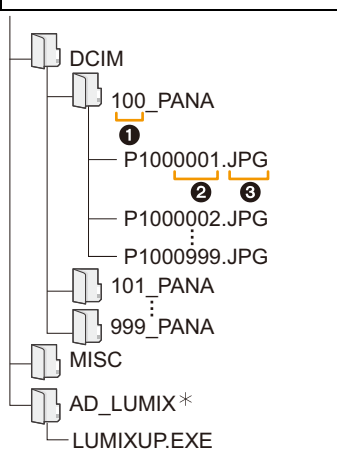 DCIM
100_PANA
❶
P1000001.JPG
❷ ❸
P1000002.JPG
P1000999.JPG
101_PANA
999_PANA
MISC
AD_LUMIX*
LUMIXUP.EXE